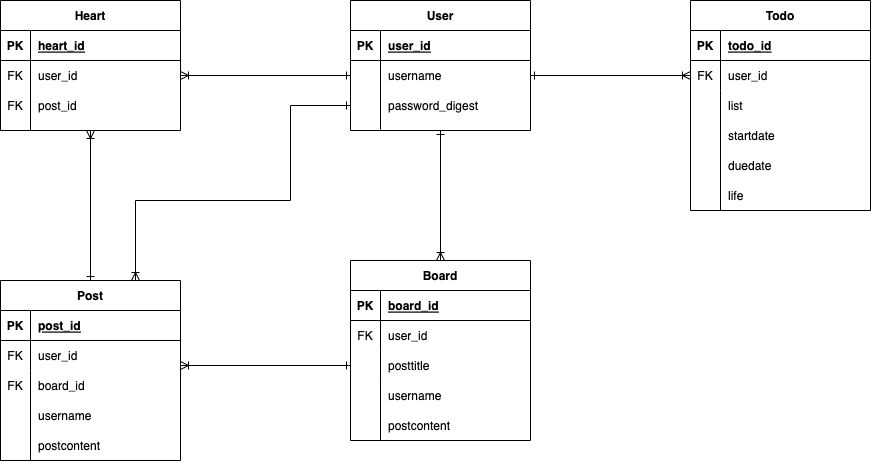 Heart
PK heart_id
FK user_id
FK post_id
User
PK user_id
username
password_digest
Todo
PK todo_id
FK user_id
list
startdate
duedate
life
Post
PK post_id
FK user_id
FK board_id
username
postcontent
Board
PK board_id
FK user_id
posttitle
username
postcontent